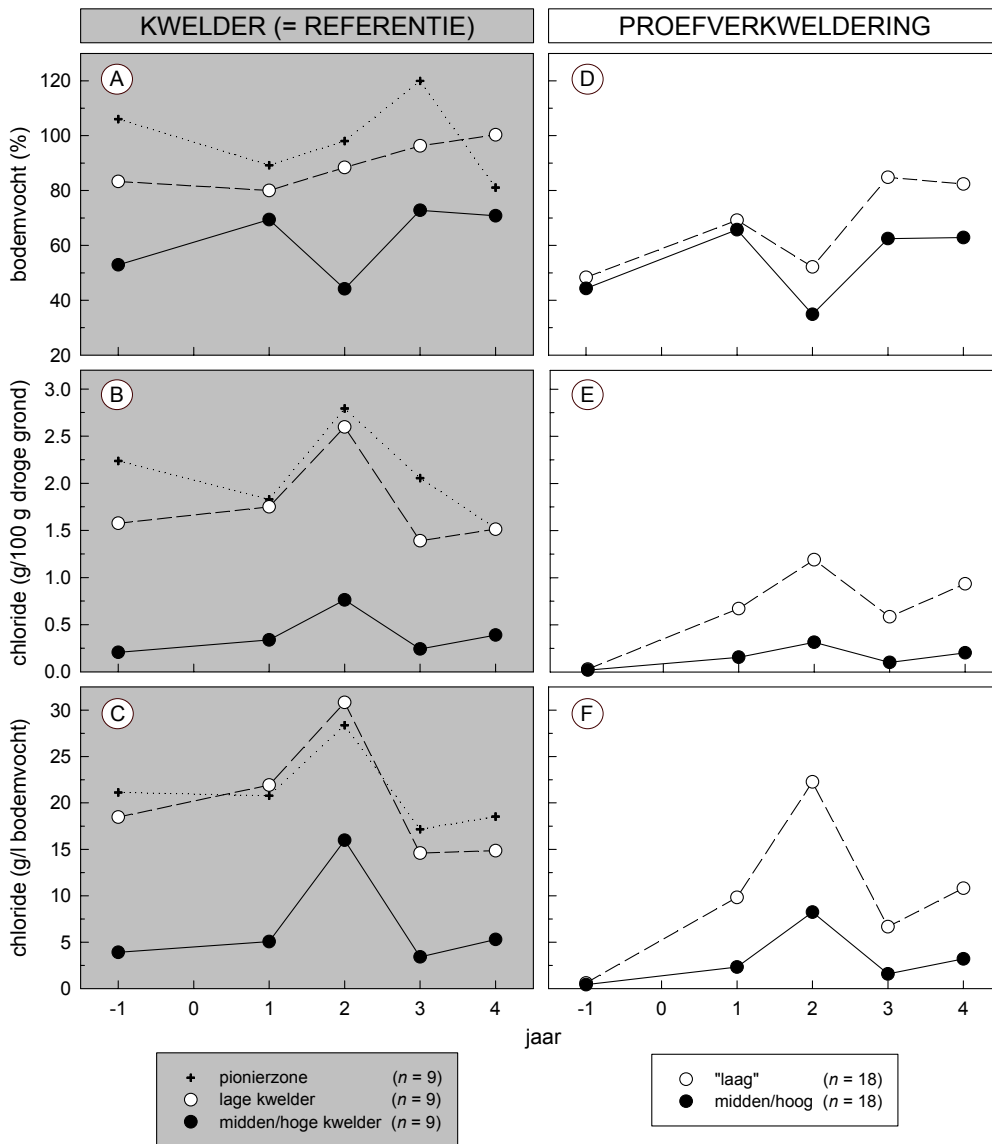 KWELDER (= REFERENTIE)
PROEFVERKWELDERING
A
bodemvocht (%)
120
100
80
60
40
20
D
B
chloride (g/100 g droge grond)
3.0
2.5
2.0
1.5
1.0
0.5
0.0
E
C
chloride (g/l bodemvocht)
30
25
20
15
10
5
0
F
-1 0 1 2 3 4
-1 0 1 2 3 4
jaar
pionierzone (n = 9)
lage kwelder (n = 9)
midden/hoge kwelder (n = 9)
"laag" (n = 18)
midden/hoog (n = 18)